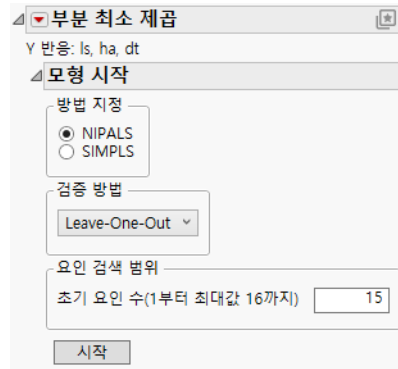 부분 최소 제곱
Y 반응: ls, ha, dt
모형 시작
방법 지정
NIPALS
SIMPLS
검증 방법
Leave-One-Out
요인 검색 범위
초기 요인 수(1부터 최대값 16까지) 15
시작